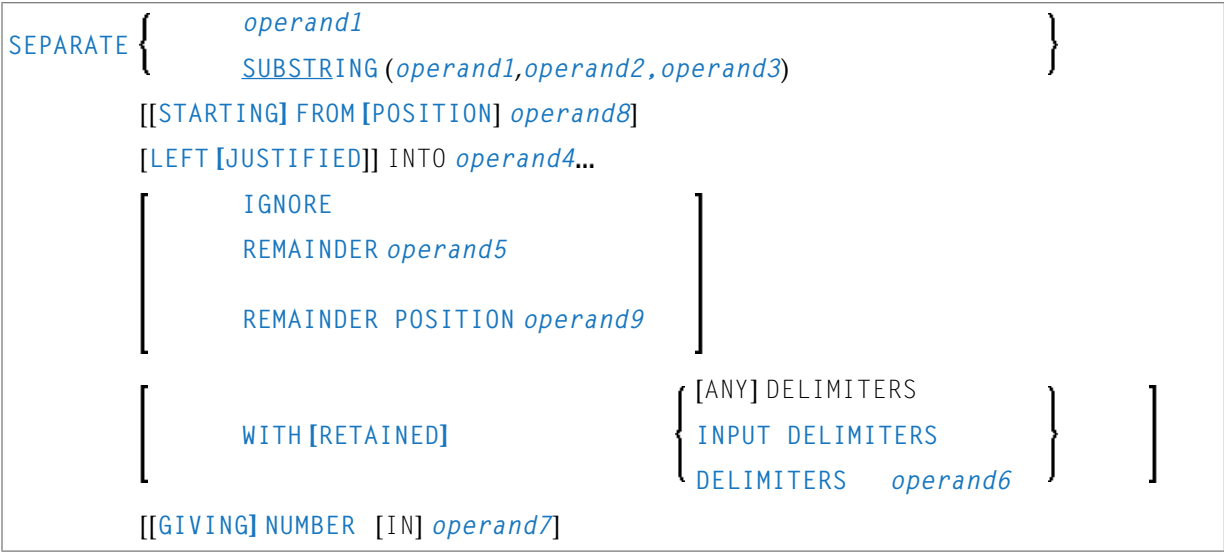 operand1
SEPARATE {                                }
SUBSTRING (operand1,operand2,operand3)
[[STARTING] FROM [POSITION] operand8]
[LEFT [JUSTIFIED]] INTO operand4...
IGNORE
REMAINDER operand5
REMAINDER POSITION operand9
[ANY] DELIMITERS
WITH [RETAINED] INPUT DELIMITERS
DELIMITERS operand6
[[GIVING] NUMBER [IN] operand7]